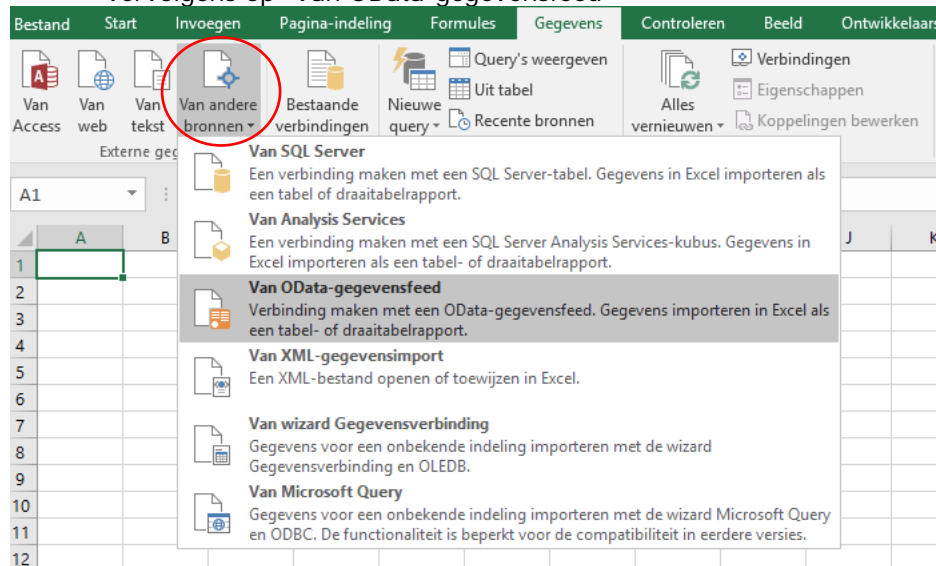 vervolgens op "Van OData-gegevensfeed"
Bestand Start Invoegen Pagina-indeling Formules Gegevens Controleren Beeld Ontwikkelaars
Van Access
Van web
Van tekst
Van andere bronnen
Bestaande verbindingen
Nieuwe query
Query's weergeven
Uit tabel
Recente bronnen
Alles vernieuwen
Verbindingen
Eigenschappen
Koppelingen bewerken
Externe geg
A1
A B J K
1
2
3
4
5
6
7
8
9
10
11
12
Van SQL Server
Een verbinding maken met een SQL Server-tabel. Gegevens in Excel importeren als
een tabel of draaitabelrapport.
Van Analysis Services
Een verbinding maken met een SQL Server Analysis Services-kubus. Gegevens in
Excel importeren als een tabel- of draaitabelrapport.
Van OData-gegevensfeed
Verbinding maken met een OData-gegevensfeed. Gegevens importeren in Excel als
een tabel- of draaitabelrapport.
Van XML-gegevensimport
Een XML-bestand openen of toewijzen in Excel.
Van wizard Gegevensverbinding
Gegevens voor een onbekende indeling importeren met de wizard
Gegevensverbinding en OLEDB.
Van Microsoft Query
Gegevens voor een onbekende indeling importeren met de wizard Microsoft Query
en ODBC. De functionaliteit is beperkt voor de compatibiliteit in eerdere versies.